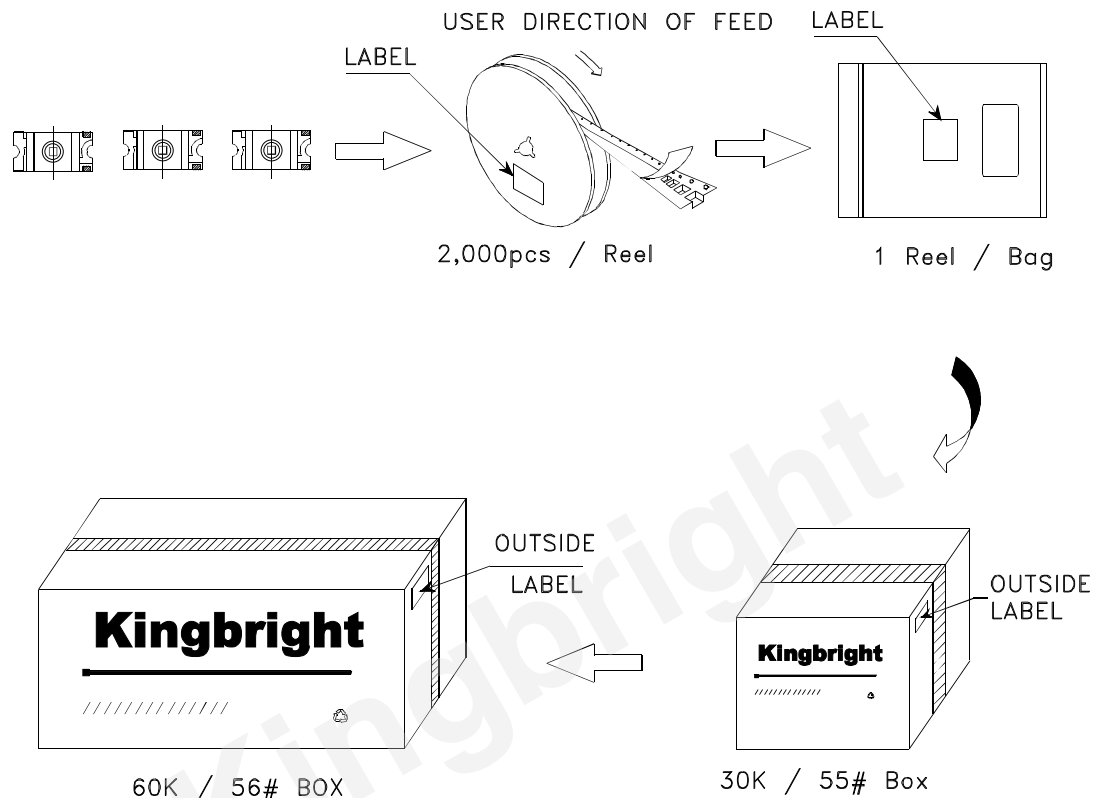 USER DIRECTION OF FEED
LABEL
LABEL
2,000pcs / Reel
1 Reel / Bag
OUTSIDE
LABEL
OUTSIDE
LABEL
Kingbright
Kingbright
60K / 56# BOX
30K / 55# Box
Kingbright